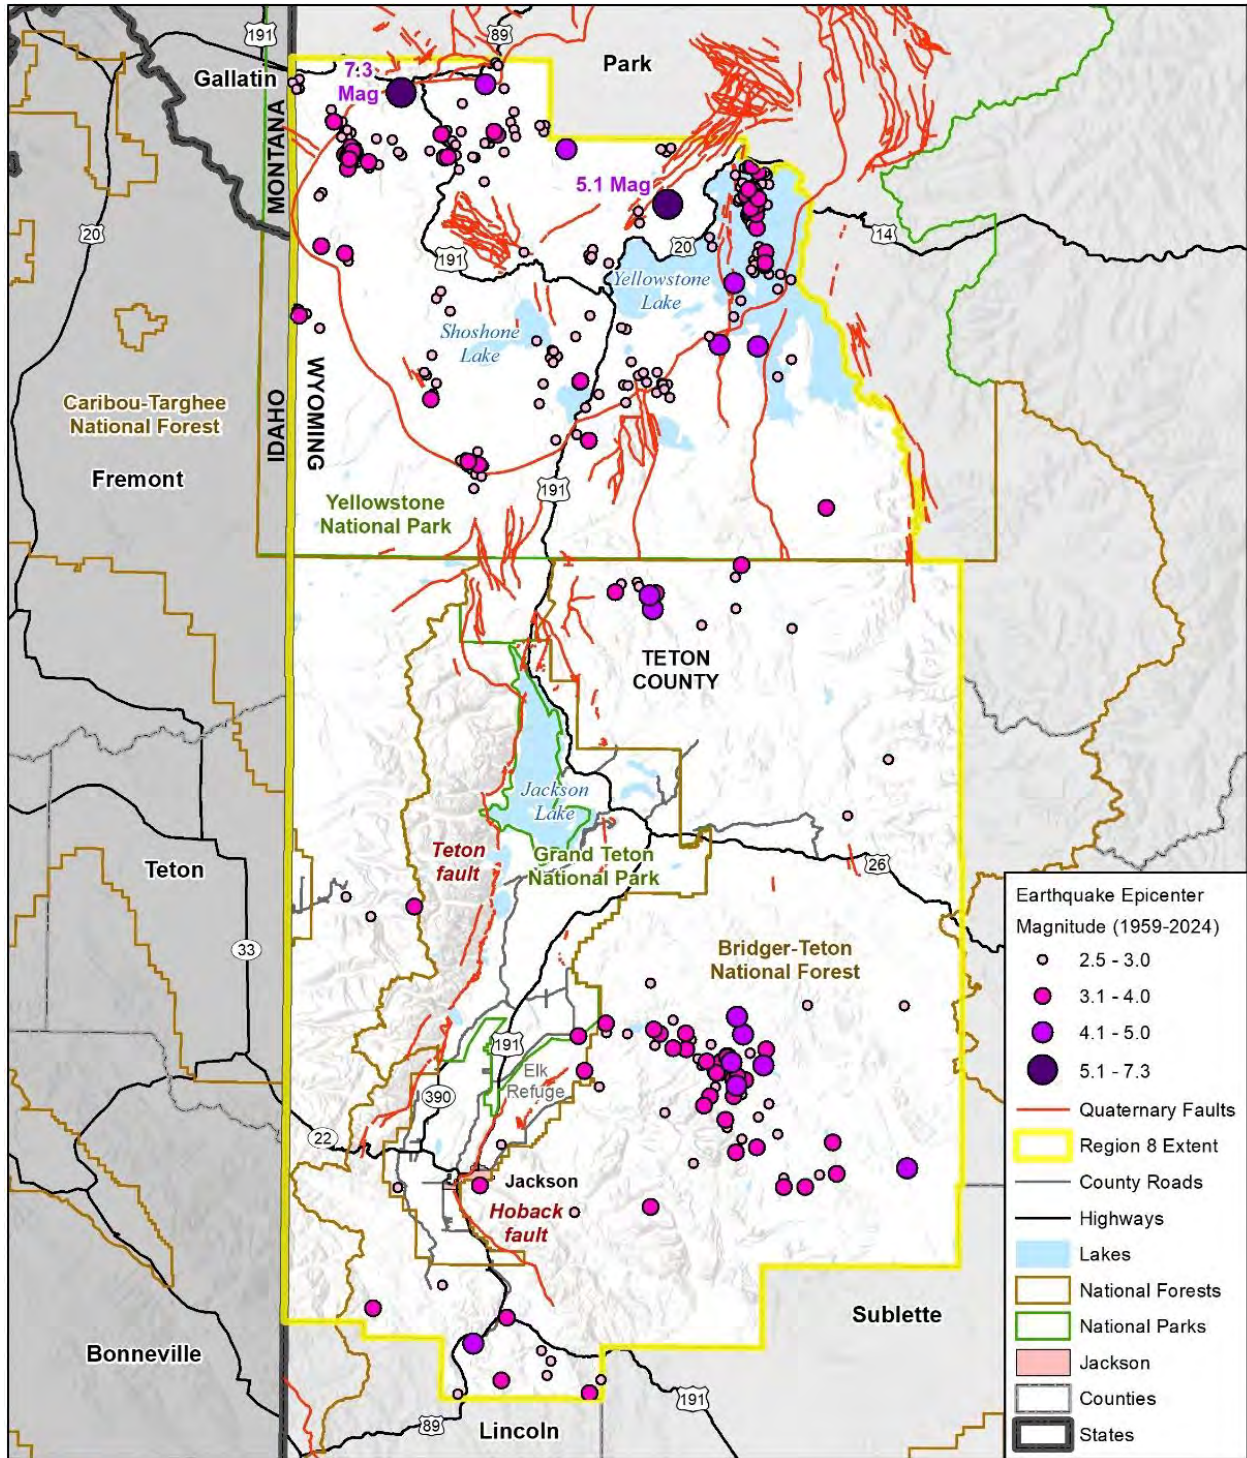 191
89
Gallatin
7.3
Mag
Park
MONTANA
5.1 Mag
20
14
20
191
Yellowstone
Lake
Shoshone
Lake
WYOMING
IDAHO
Caribou-Targhee
National Forest
Fremont
191
Yellowstone
National Park
TETON
COUNTY
Jackson
Lake
Teton
fault
Grand Teton
National Park
Teton
26
33
Bridger-Teton
National Forest
191
Elk
Refuge
390
22
Jackson
Hoback
fault
Sublette
Bonneville
191
89
Lincoln
Earthquake Epicenter
Magnitude (1959-2024)
2.5 - 3.0
3.1 - 4.0
4.1 - 5.0
5.1 - 7.3
Quaternary Faults
Region 8 Extent
County Roads
Highways
Lakes
National Forests
National Parks
Jackson
Counties
States